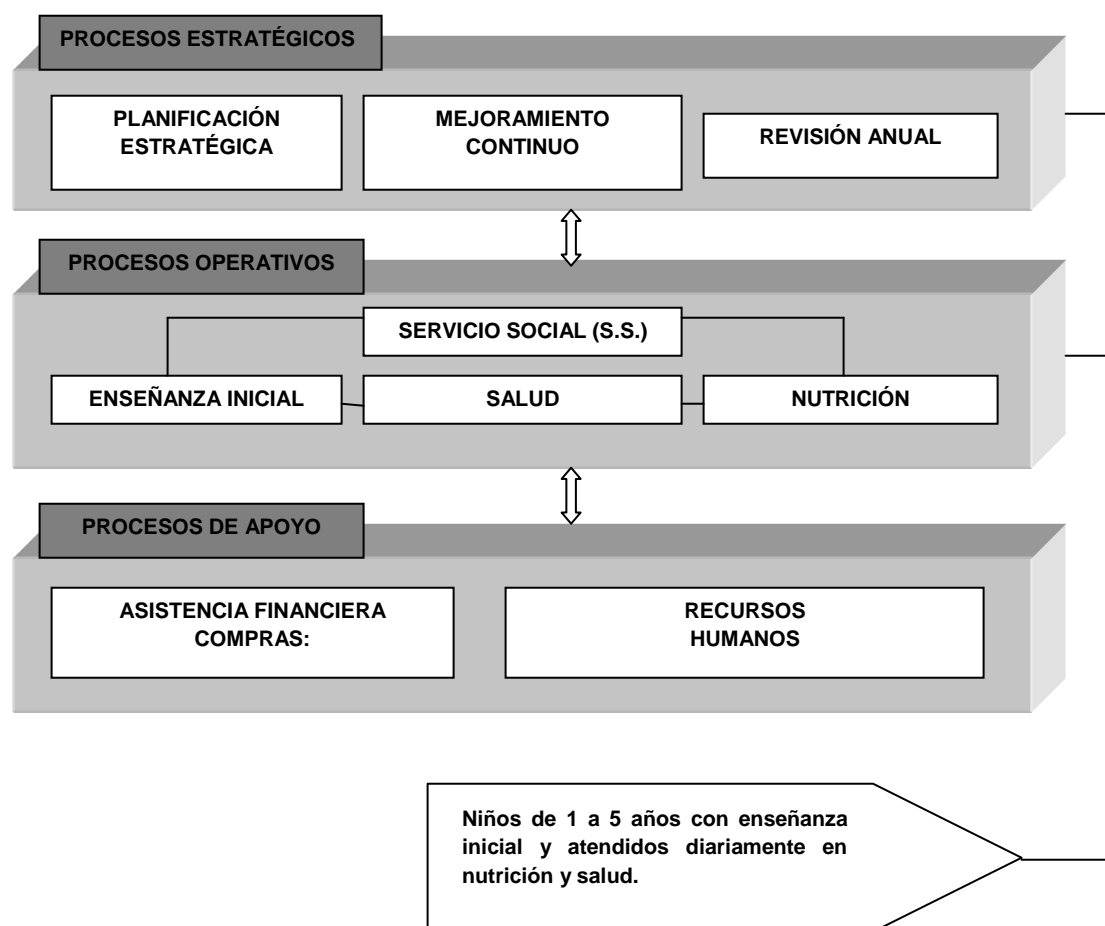 PROCESOS ESTRATÉGICOS
PLANIFICACIÓN
ESTRATÉGICA
MEJORAMIENTO
CONTINUO
REVISIÓN ANUAL
PROCESOS OPERATIVOS
SERVICIO SOCIAL (S.S.)
ENSEÑANZA INICIAL
SALUD
NUTRICIÓN
PROCESOS DE APOYO
ASISTENCIA FINANCIERA
COMPRAS:
RECURSOS
HUMANOS
Niños de 1 a 5 años con enseñanza
inicial y atendidos diariamente en
nutrición y salud.